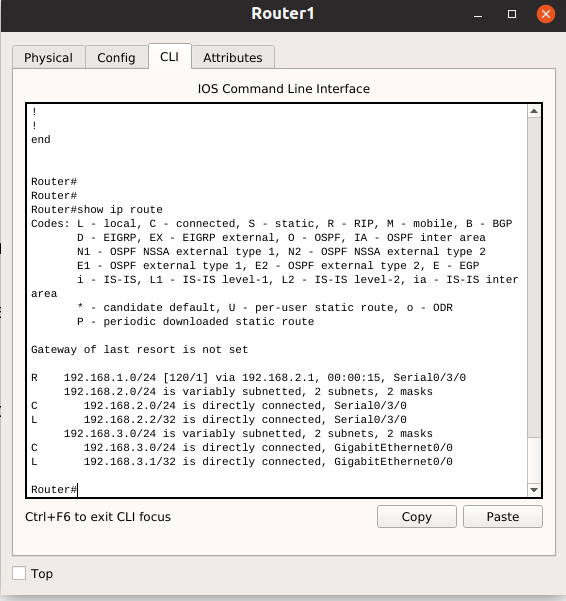 Router1
Physical
Config
CLI
Attributes
IOS Command Line Interface
!
!
end
Router#
Router#
Router#show ip route
Codes: L - local, C - connected, S - static, R - RIP, M - mobile, B - BGP
D - EIGRP, EX - EIGRP external, O - OSPF, IA - OSPF inter area
N1 - OSPF NSSA external type 1, N2 - OSPF NSSA external type 2
E1 - OSPF external type 1, E2 - OSPF external type 2, E - EGP
i - IS-IS, L1 - IS-IS level-1, L2 - IS-IS level-2, ia - IS-IS inter
area
* - candidate default, U - per-user static route, o - ODR
P - periodic downloaded static route
Gateway of last resort is not set
R 192.168.1.0/24 [120/1] via 192.168.2.1, 00:00:15, Serial0/3/0
192.168.2.0/24 is variably subnetted, 2 subnets, 2 masks
C 192.168.2.0/24 is directly connected, Serial0/3/0
L 192.168.2.2/32 is directly connected, Serial0/3/0
192.168.3.0/24 is variably subnetted, 2 subnets, 2 masks
C 192.168.3.0/24 is directly connected, GigabitEthernet0/0
L 192.168.3.1/32 is directly connected, GigabitEthernet0/0
Router#
Ctrl+F6 to exit CLI focus
Copy
Paste
Top